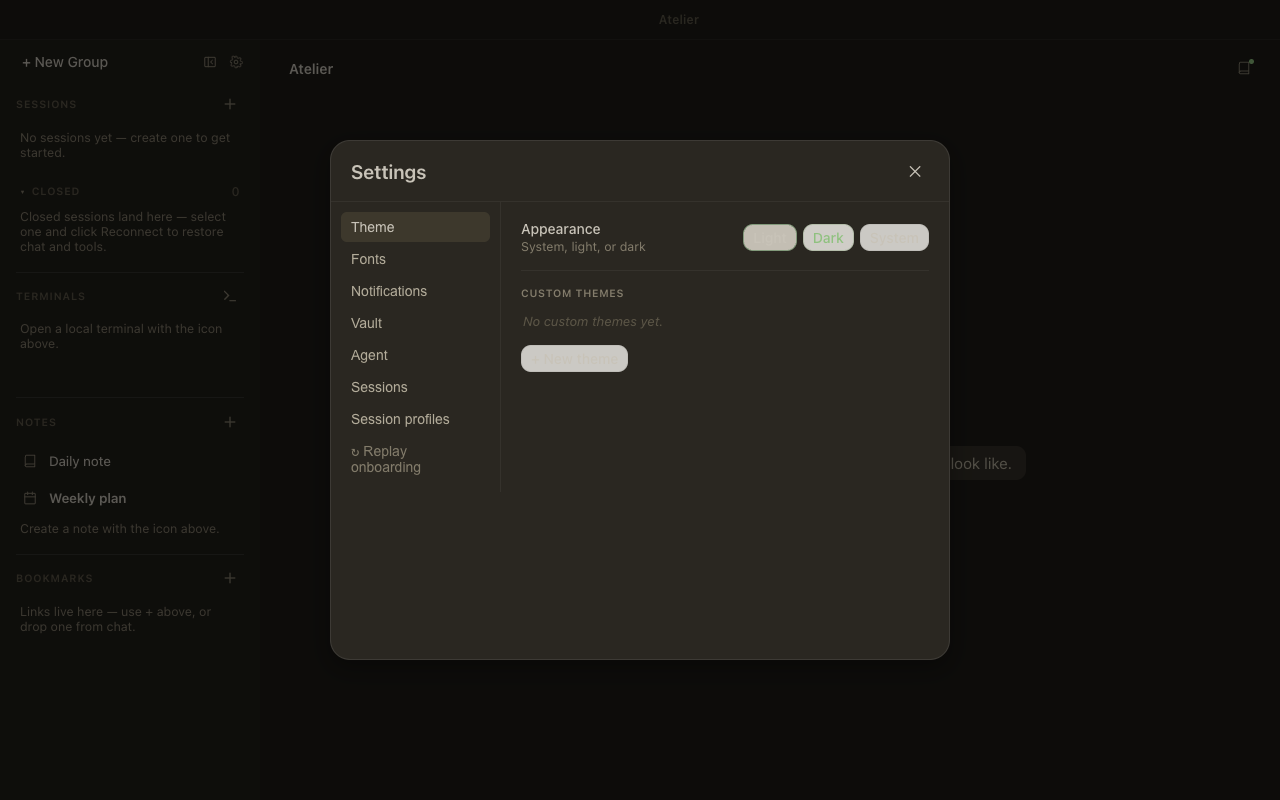 Atelier
+ New Group
Atelier
SESSIONS
No sessions yet — create one to get
started.
• CLOSED
0
Closed sessions land here — select
one and click Reconnect to restore
chat and tools.
TERMINALS
Open a local terminal with the icon
above.
NOTES
Daily note
Weekly plan
Create a note with the icon above.
BOOKMARKS
Links live here — use + above, or
drop one from chat.
Settings
Theme
Fonts
Notifications
Vault
Agent
Sessions
Session profiles
↻ Replay
onboarding
Appearance
System, light, or dark
Light
Dark
System
CUSTOM THEMES
No custom themes yet.
+ New theme
look like.